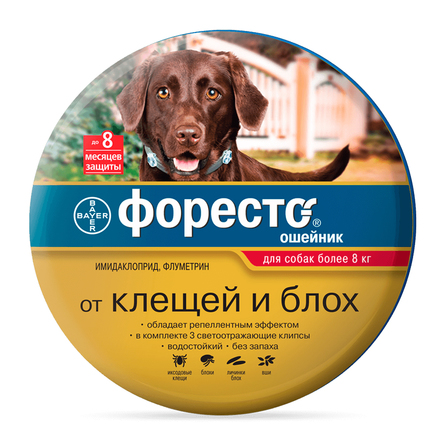 до 8
месяцев
защиты
BAYER
BAYER
форесто®
ошейник
для собак более 8 кг
имидаклоприд, флуметрин
от клещей и блох
• обладает репеллентным эффектом
• в комплекте 3 светоотражающие клипсы
• водостойкий • без запаха
иксодовые
клещи
блохи
личинки
блох
вши